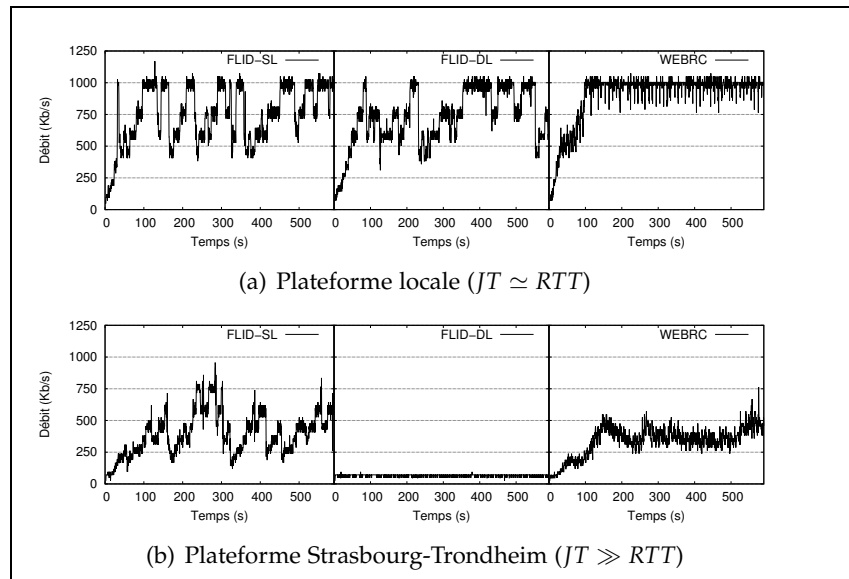 FLID-SL FLID-DL WEBRC
1250
1000
750
500
250
0
Débit (Kb/s)
0 100 200 300 400 500 0 100 200 300 400 500 0 100 200 300 400 500
Temps (s) Temps (s) Temps (s)
(a) Plateforme locale (JT ≃ RTT)
FLID-SL FLID-DL WEBRC
1250
1000
750
500
250
0
Débit (Kb/s)
0 100 200 300 400 500 0 100 200 300 400 500 0 100 200 300 400 500
Temps (s) Temps (s) Temps (s)
(b) Plateforme Strasbourg-Trondheim (JT ≫ RTT)